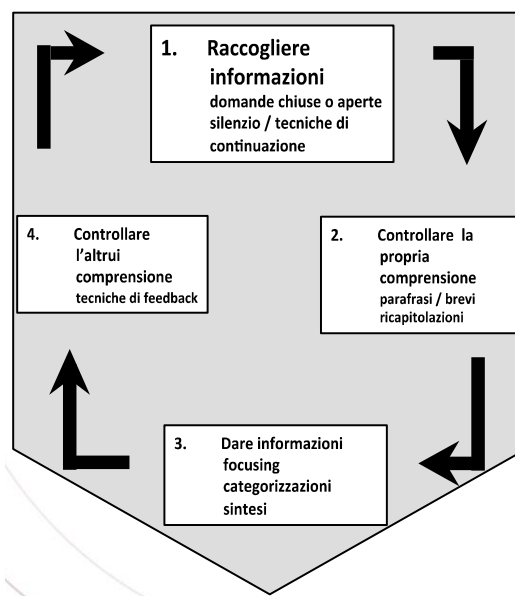 1. Raccogliere
informazioni
domande chiuse o aperte
silenzio / tecniche di
continuazione
2. Controllare la
propria
comprensione
parafrasi / brevi
ricapitolazioni
3. Dare informazioni
focusing
categorizzazioni
sintesi
4. Controllare
l'altrui
comprensione
tecniche di feedback